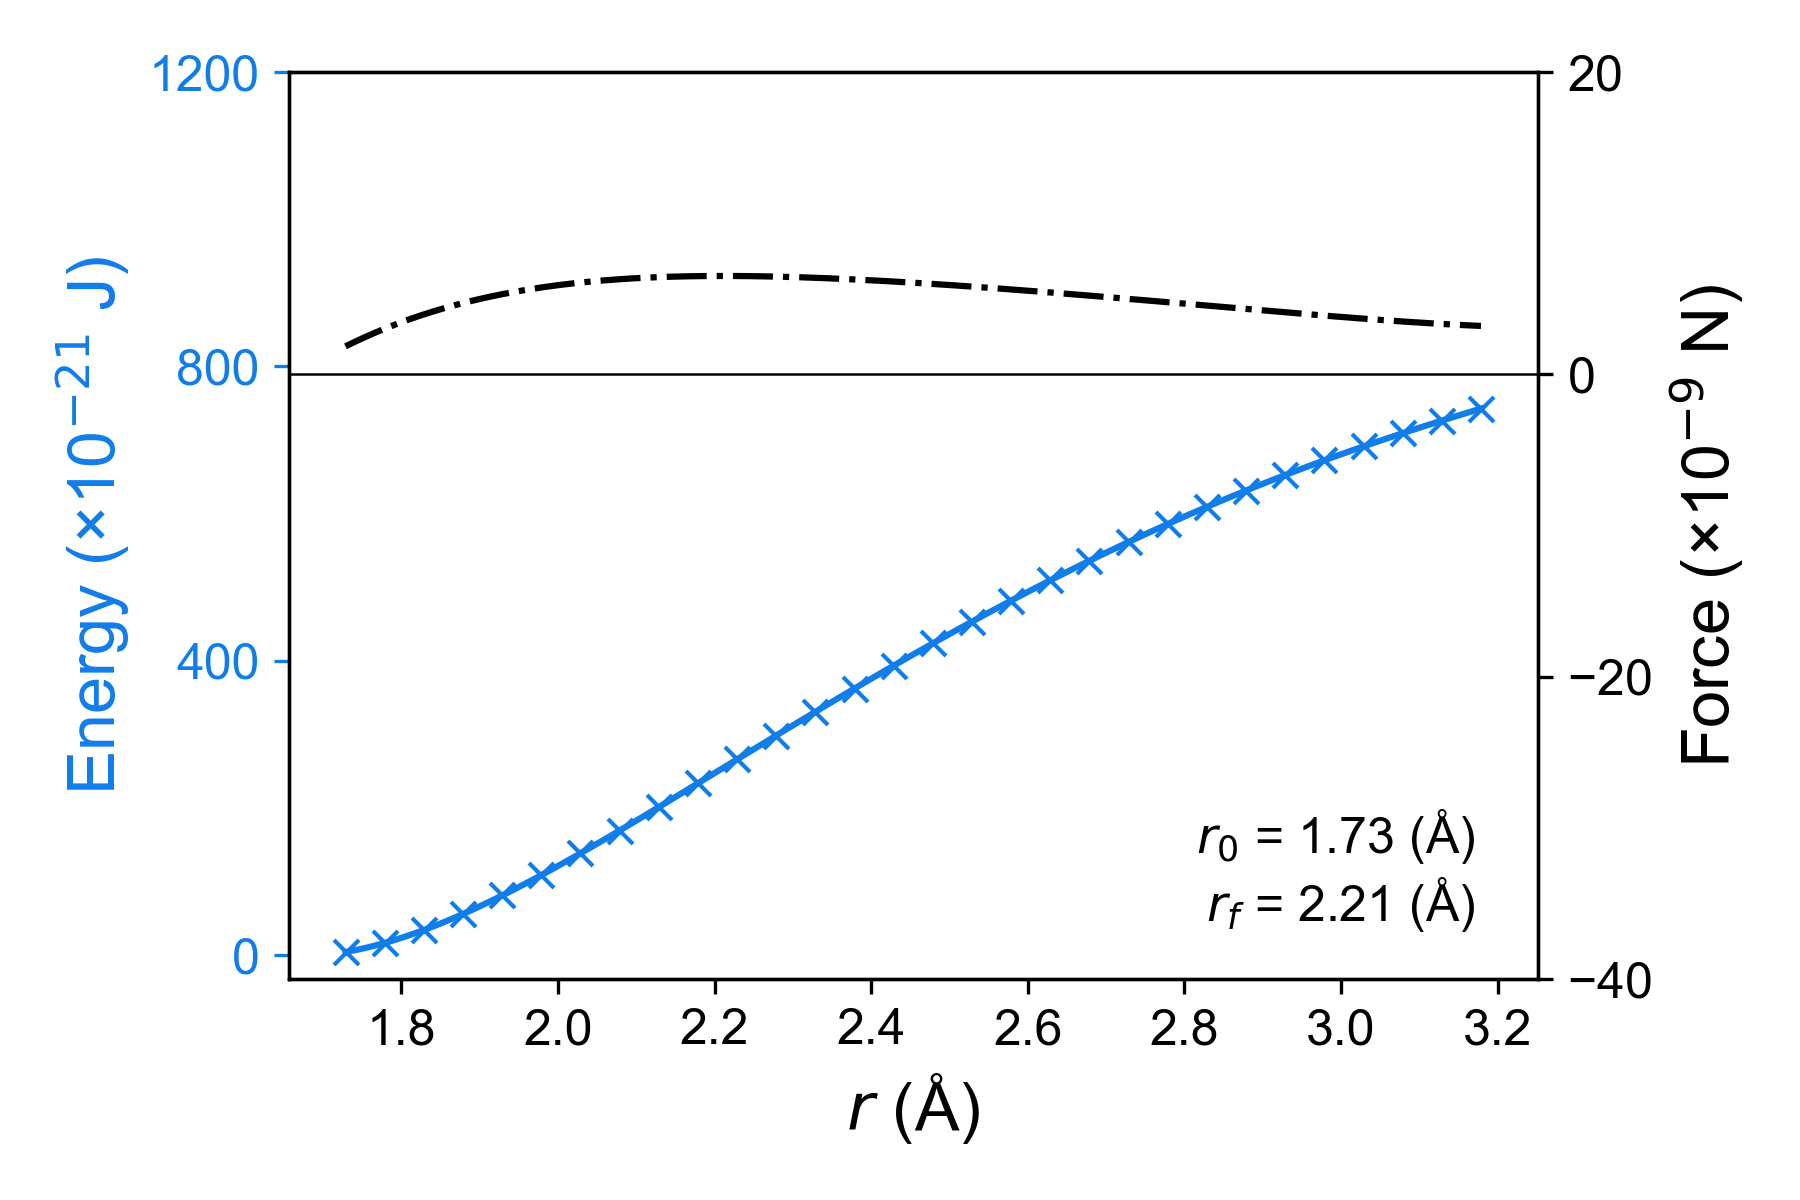 1200
800
400
0
Energy (×10⁻²¹ J)
20
0
−20
−40
Force (×10⁻⁹ N)
r₀ = 1.73 (Å)
r_f = 2.21 (Å)
1.8 2.0 2.2 2.4 2.6 2.8 3.0 3.2
r (Å)